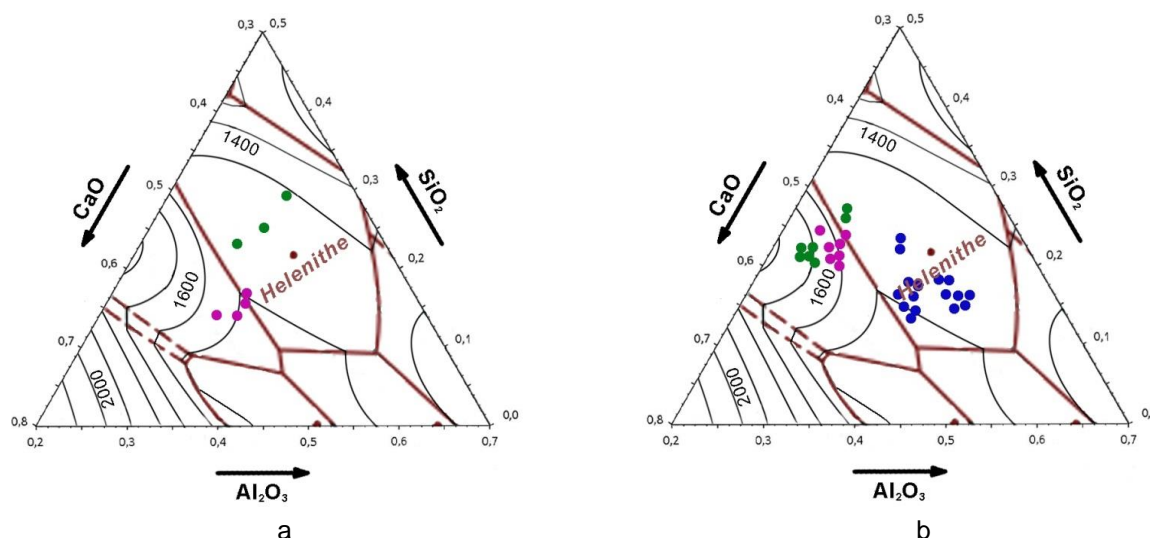 0,3 0,5
0,4 0,4
1400
CaO
SiO₂
0,5 0,3
Helenithe
0,6 0,2
1600
0,7 0,1
2000
0,8 0,0
0,2 0,3 0,4 0,5 0,6 0,7
Al₂O₃
a
0,3 0,5
0,4 0,4
1400
CaO
SiO₂
0,5 0,3
Helenithe
0,6 0,2
1600
0,7 0,1
2000
0,8 0,
0,2 0,3 0,4 0,5 0,6 0,7
Al₂O₃
b